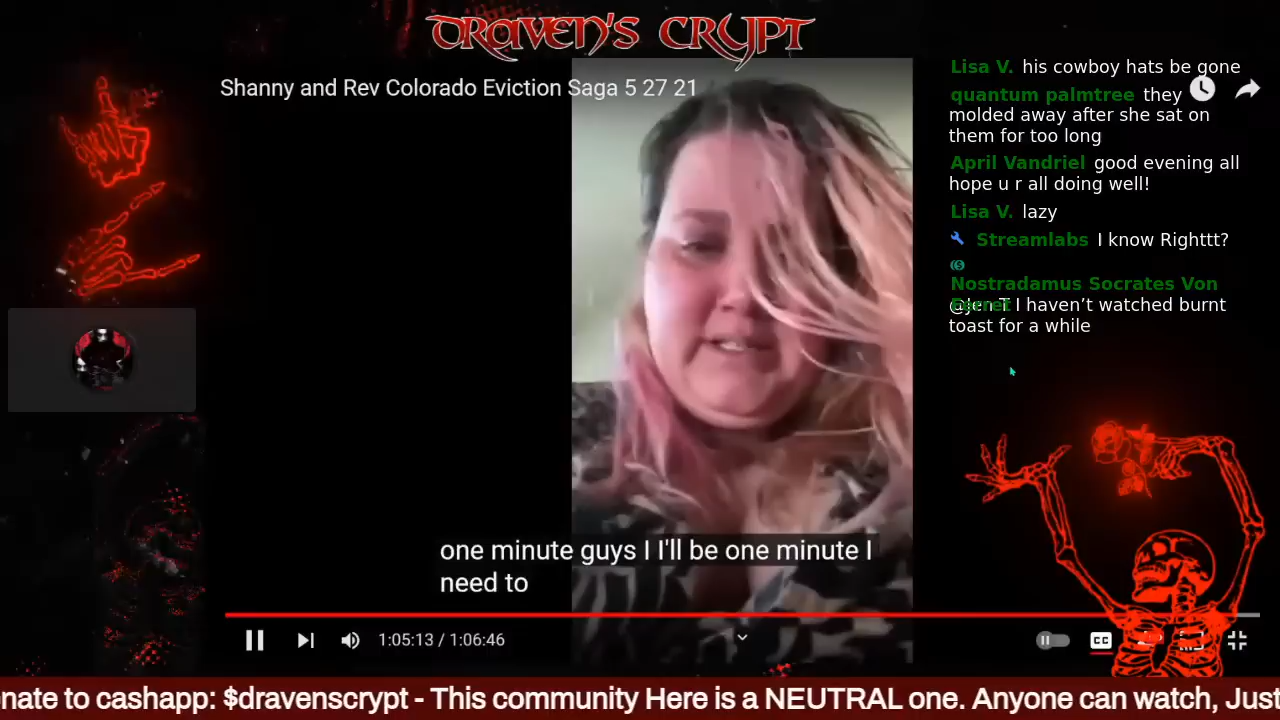 DRAVEN'S CRYPT
Shanny and Rev Colorado Eviction Saga 5 27 21
Lisa V. his cowboy hats be gone
quantum palmtree they
molded away after she sat on
them for too long
April Vandriel good evening all
hope u r all doing well!
Lisa V. lazy
Streamlabs I know Righttt?
Nostradamus Socrates Von
Ferret
@Jen T I haven't watched burnt
toast for a while
one minute guys I I'll be one minute I
need to
1:05:13 / 1:06:46
CC
onate to cashapp: $dravenscrypt - This community Here is a NEUTRAL one. Anyone can watch, Just